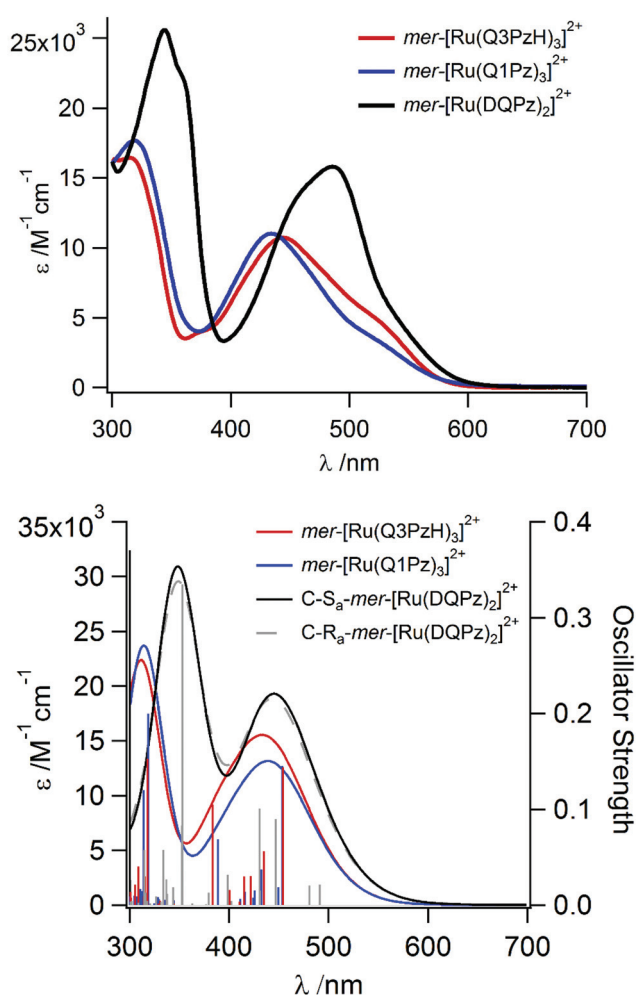 25x10³
20
15
10
5
0
ε /M⁻¹ cm⁻¹
mer-[Ru(Q3PzH)₃]²⁺
mer-[Ru(Q1Pz)₃]²⁺
mer-[Ru(DQPz)₂]²⁺
300 400 500 600 700
λ /nm
35x10³
30
25
20
15
10
5
0
ε /M⁻¹ cm⁻¹
mer-[Ru(Q3PzH)₃]²⁺
mer-[Ru(Q1Pz)₃]²⁺
C-Sₐ-mer-[Ru(DQPz)₂]²⁺
C-Rₐ-mer-[Ru(DQPz)₂]²⁺
0.4
0.3
0.2
0.1
0.0
Oscillator Strength
300 400 500 600 700
λ /nm